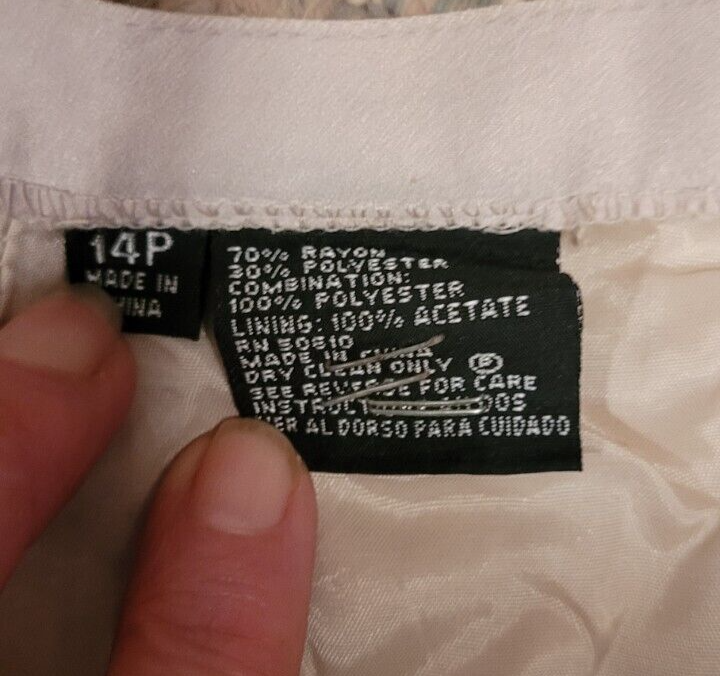 14P
MADE IN
CHINA
70% RAYON
30% POLYESTER
COMBINATION:
100% POLYESTER
LINING: 100% ACETATE
RN 50810
MADE IN CHINA
DRY CLEAN ONLY Ⓟ
SEE REVERSE FOR CARE
DOS
AL DORSO PARA CUIDADO